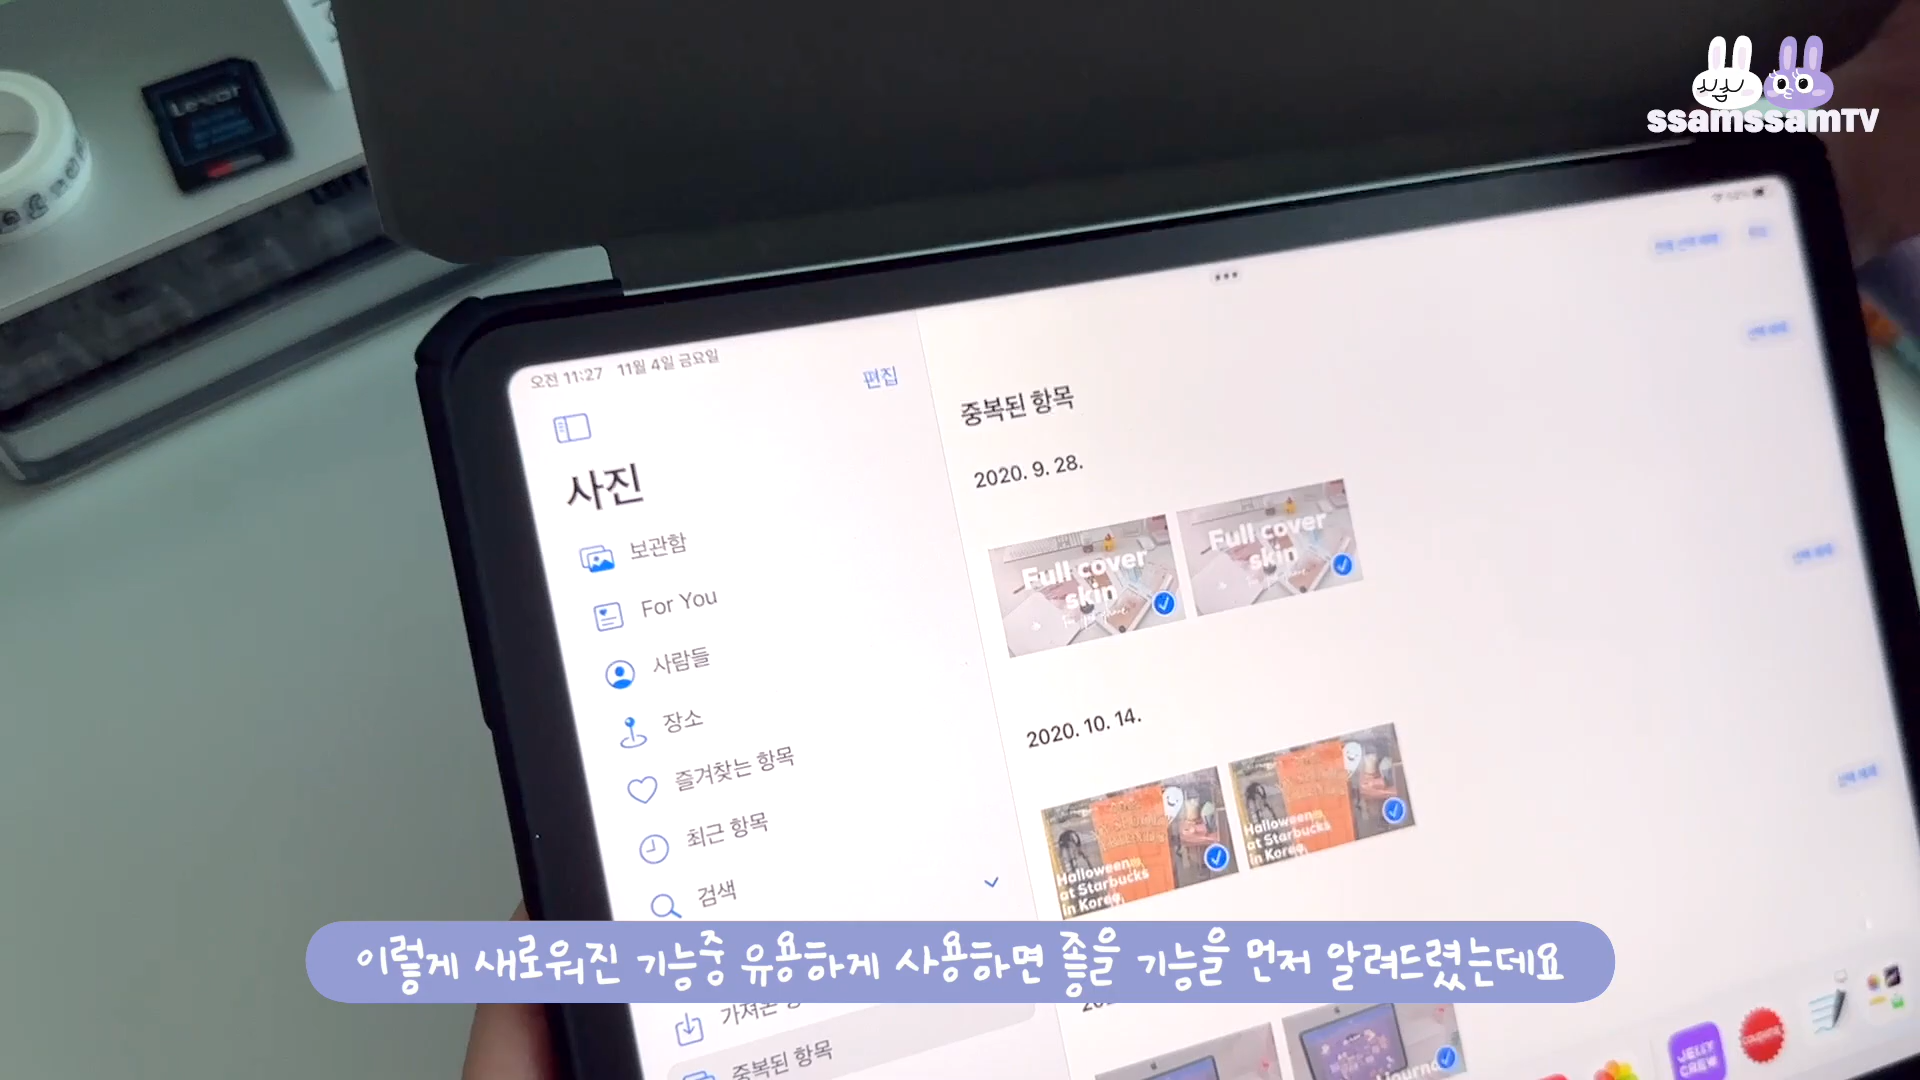 ssamssamTV
Lexar
오전 11:27 11월 4일 금요일
편집
사진
보관함
For You
사람들
장소
즐겨찾는 항목
최근 항목
검색
중복된 항목
중복된 항목
2020. 9. 28.
Full cover
skin
Full cover
skin
2020. 10. 14.
Halloween
at Starbucks
in Korea
Halloween
at Starbucks
in Korea
이렇게 새로워진 기능중 유용하게 사용하면 좋을 기능을 먼저 알려드렸는데요
JELLY
CREW